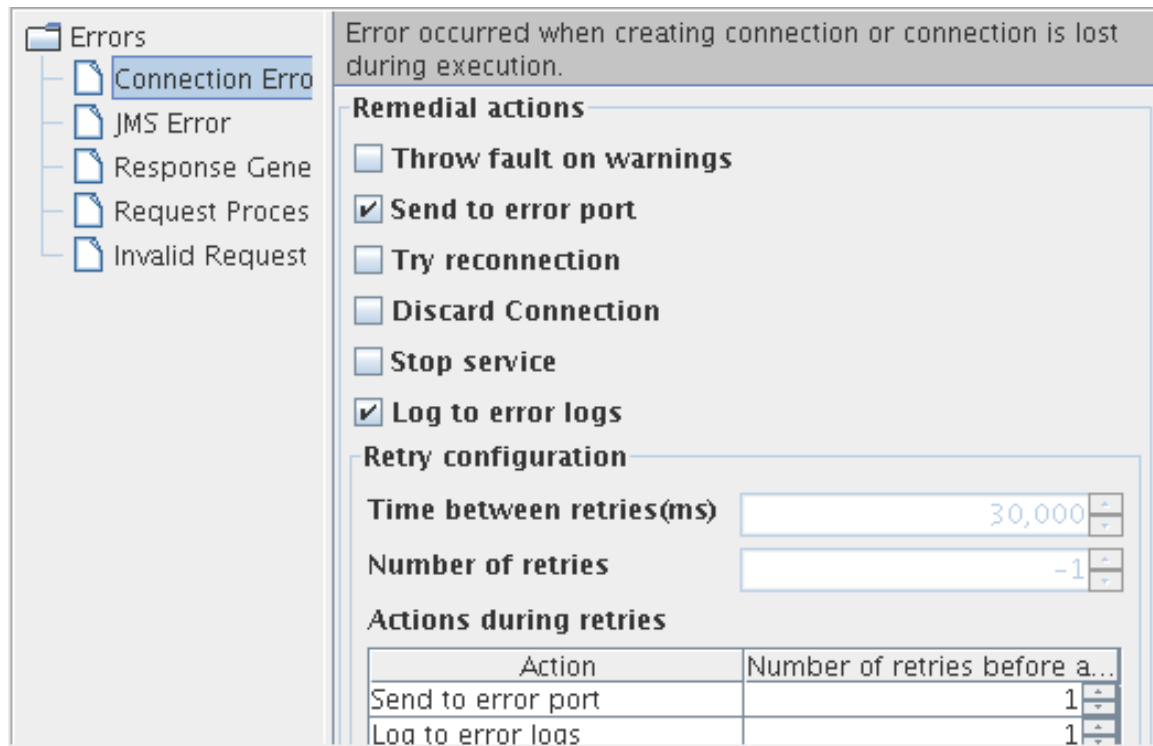 Errors
Connection Erro
JMS Error
Response Gene
Request Proces
Invalid Request
Error occurred when creating connection or connection is lost
during execution.
Remedial actions
Throw fault on warnings
Send to error port
Try reconnection
Discard Connection
Stop service
Log to error logs
Retry configuration
Time between retries(ms) 30,000
Number of retries -1
Actions during retries
Action Number of retries before a...
Send to error port 1
Log to error logs 1